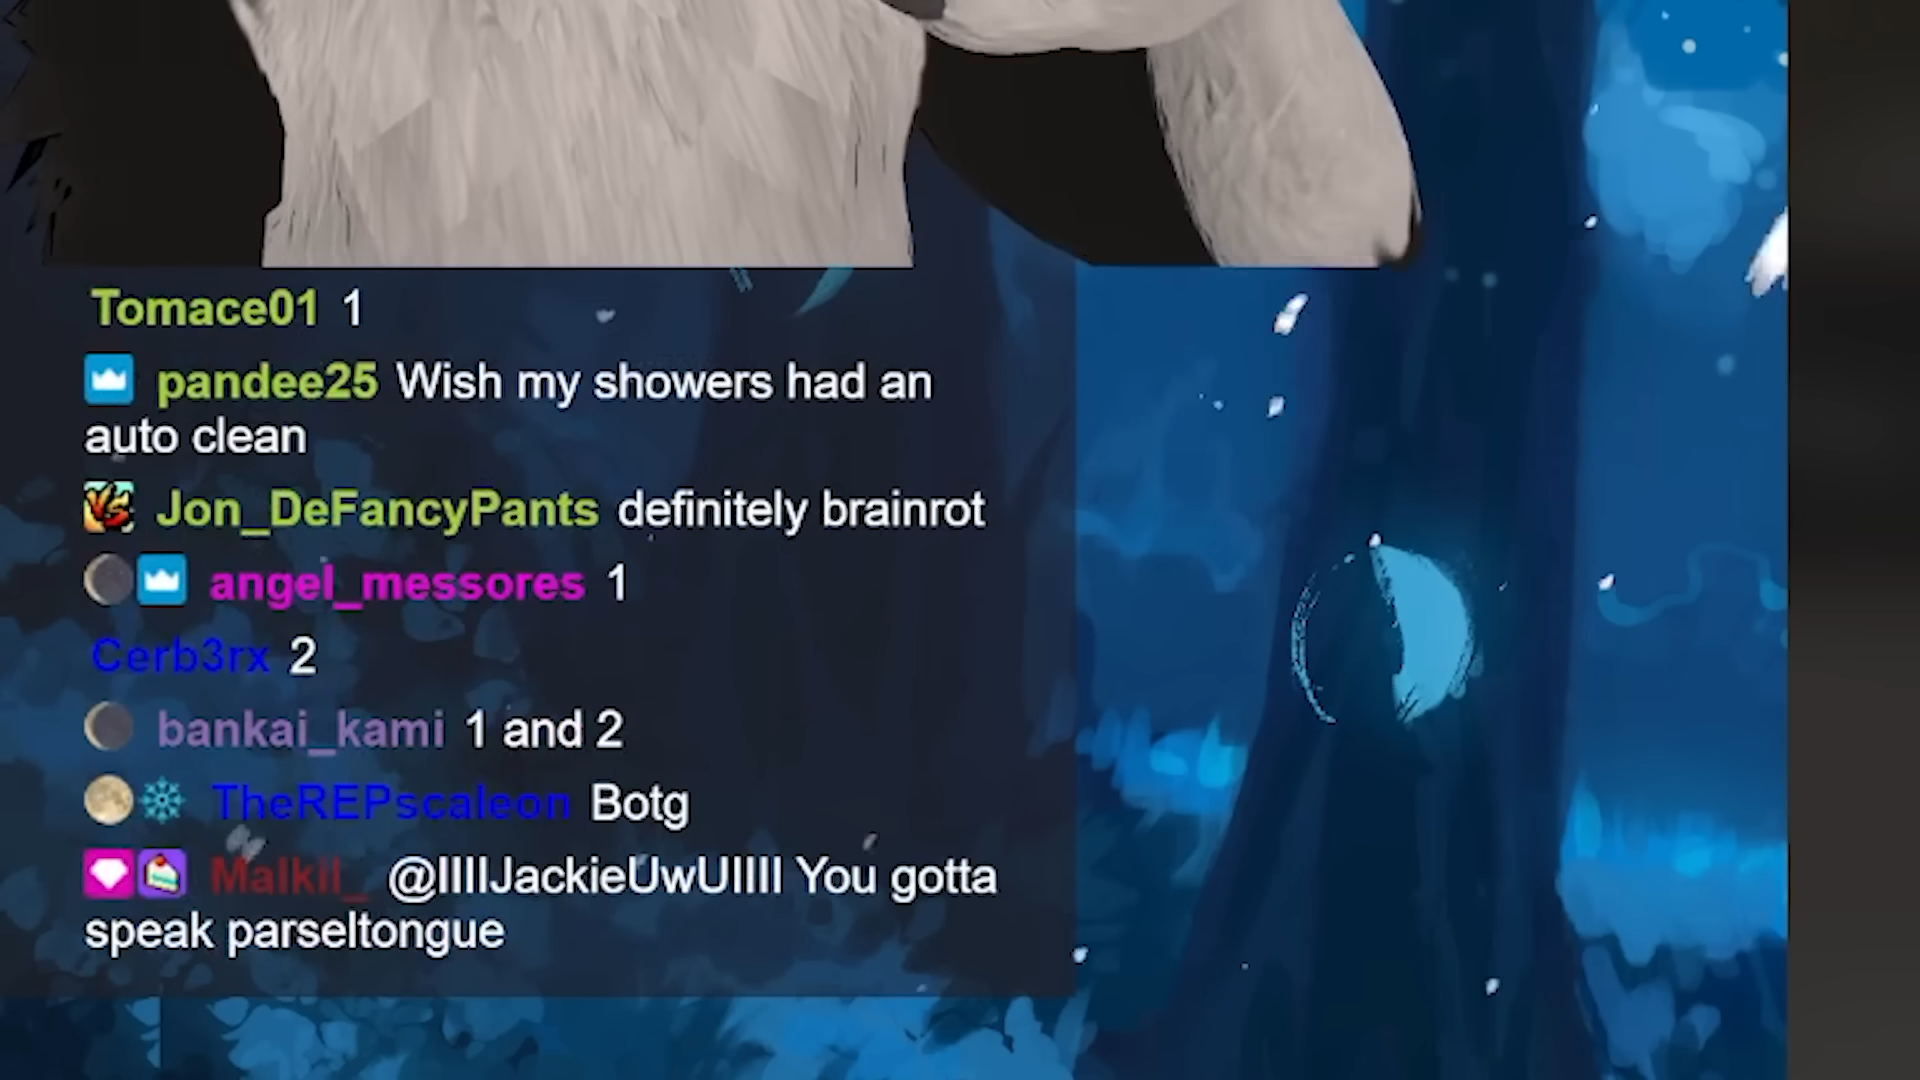 Tomace01 1
pandee25 Wish my showers had an
auto clean
Jon_DeFancyPants definitely brainrot
angel_messores 1
Cerb3rx 2
bankai_kami 1 and 2
TheREPscaleon Botg
Malkil_ @IIIIJackieUwUIIII You gotta
speak parseltongue